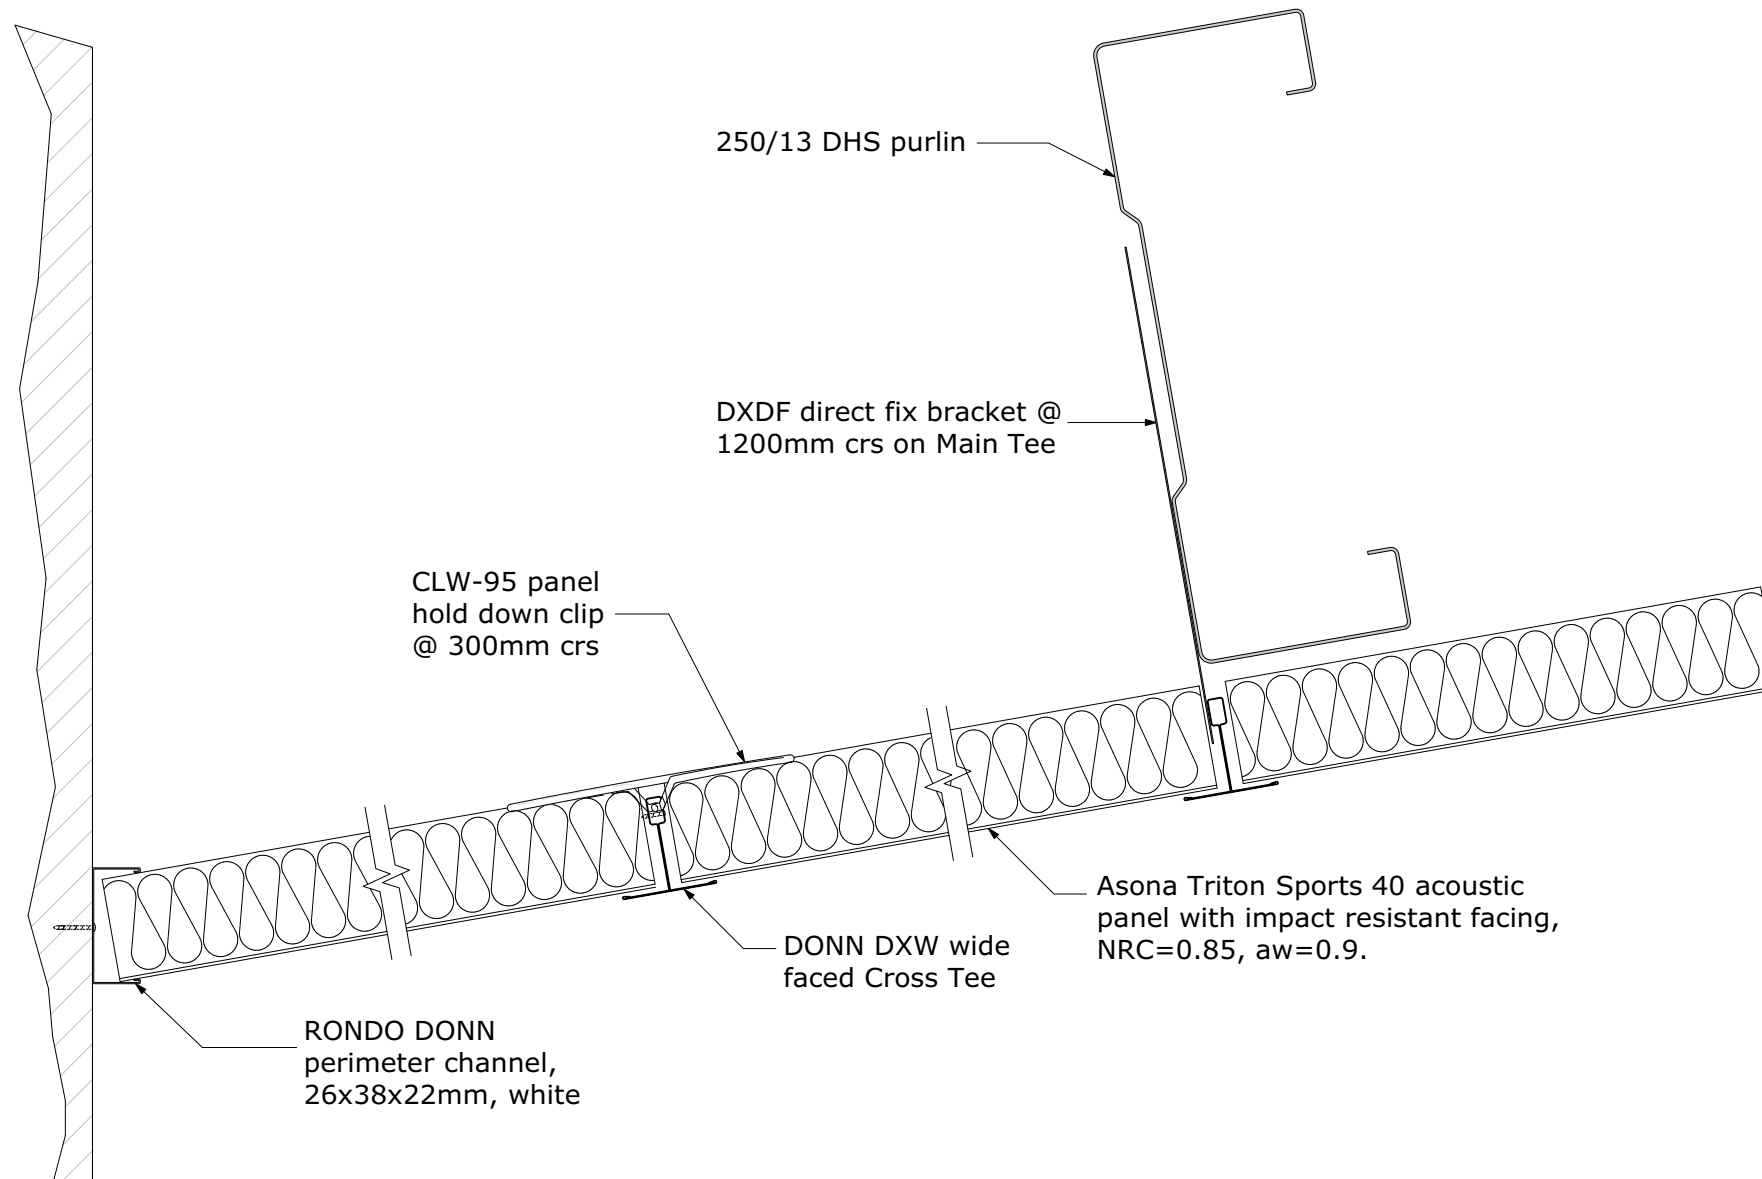 250/13 DHS purlin
DXDF direct fix bracket @
1200mm crs on Main Tee
CLW-95 panel
hold down clip
@ 300mm crs
Asona Triton Sports 40 acoustic
panel with impact resistant facing,
NRC=0.85, aw=0.9.
DONN DXW wide
faced Cross Tee
RONDO DONN
perimeter channel,
26x38x22mm, white